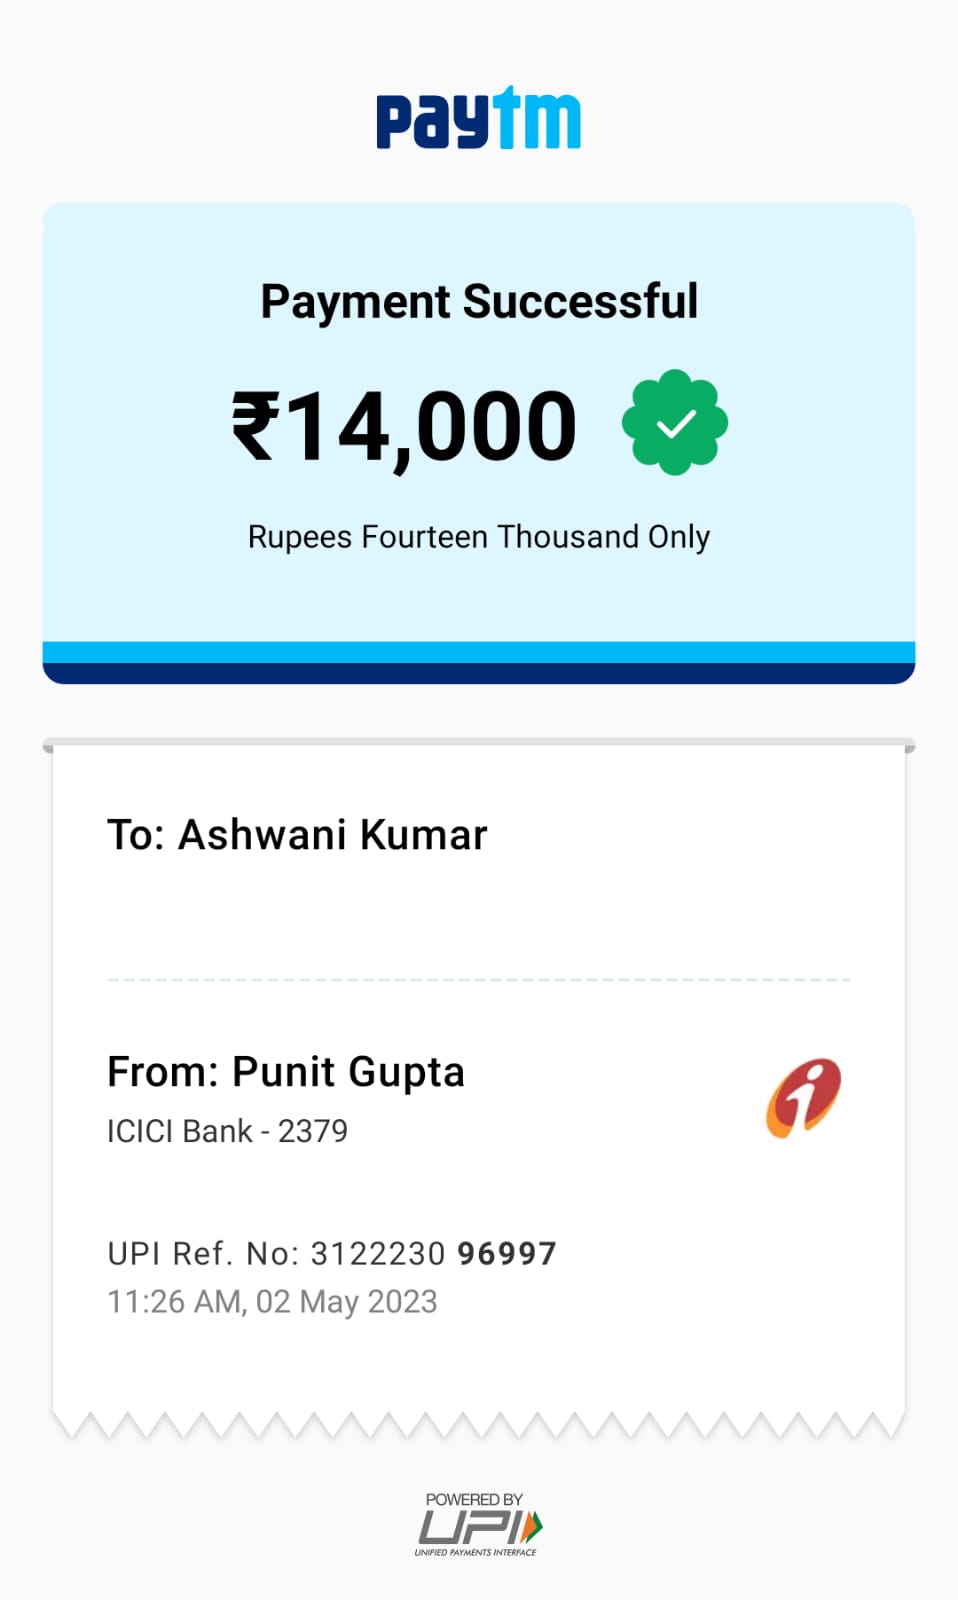 paytm
Payment Successful
₹14,000
Rupees Fourteen Thousand Only
To: Ashwani Kumar
From: Punit Gupta
ICICI Bank - 2379
UPI Ref. No: 3122230 96997
11:26 AM, 02 May 2023
POWERED BY
UPI
UNIFIED PAYMENTS INTERFACE